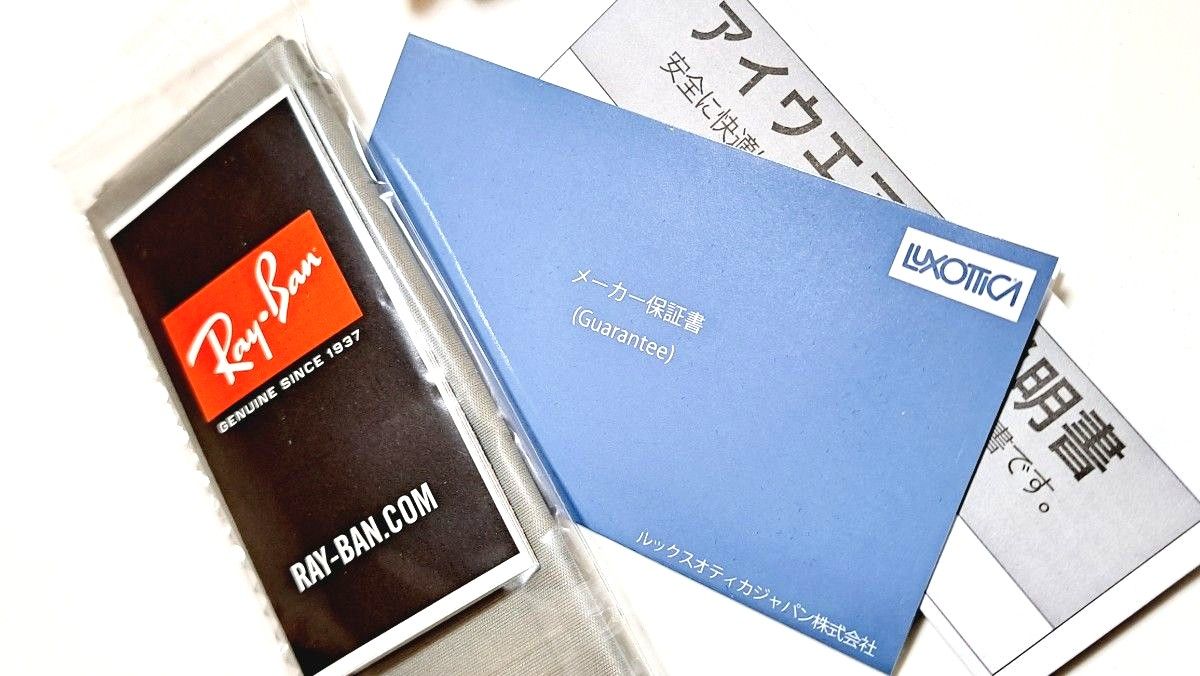 Ray-Ban
GENUINE SINCE 1937
RAY-BAN.COM
LUXOTTICA
メーカー保証書
(Guarantee)
ルックスオティカジャパン株式会社
アイウエ
安全に快適
明書
書です。